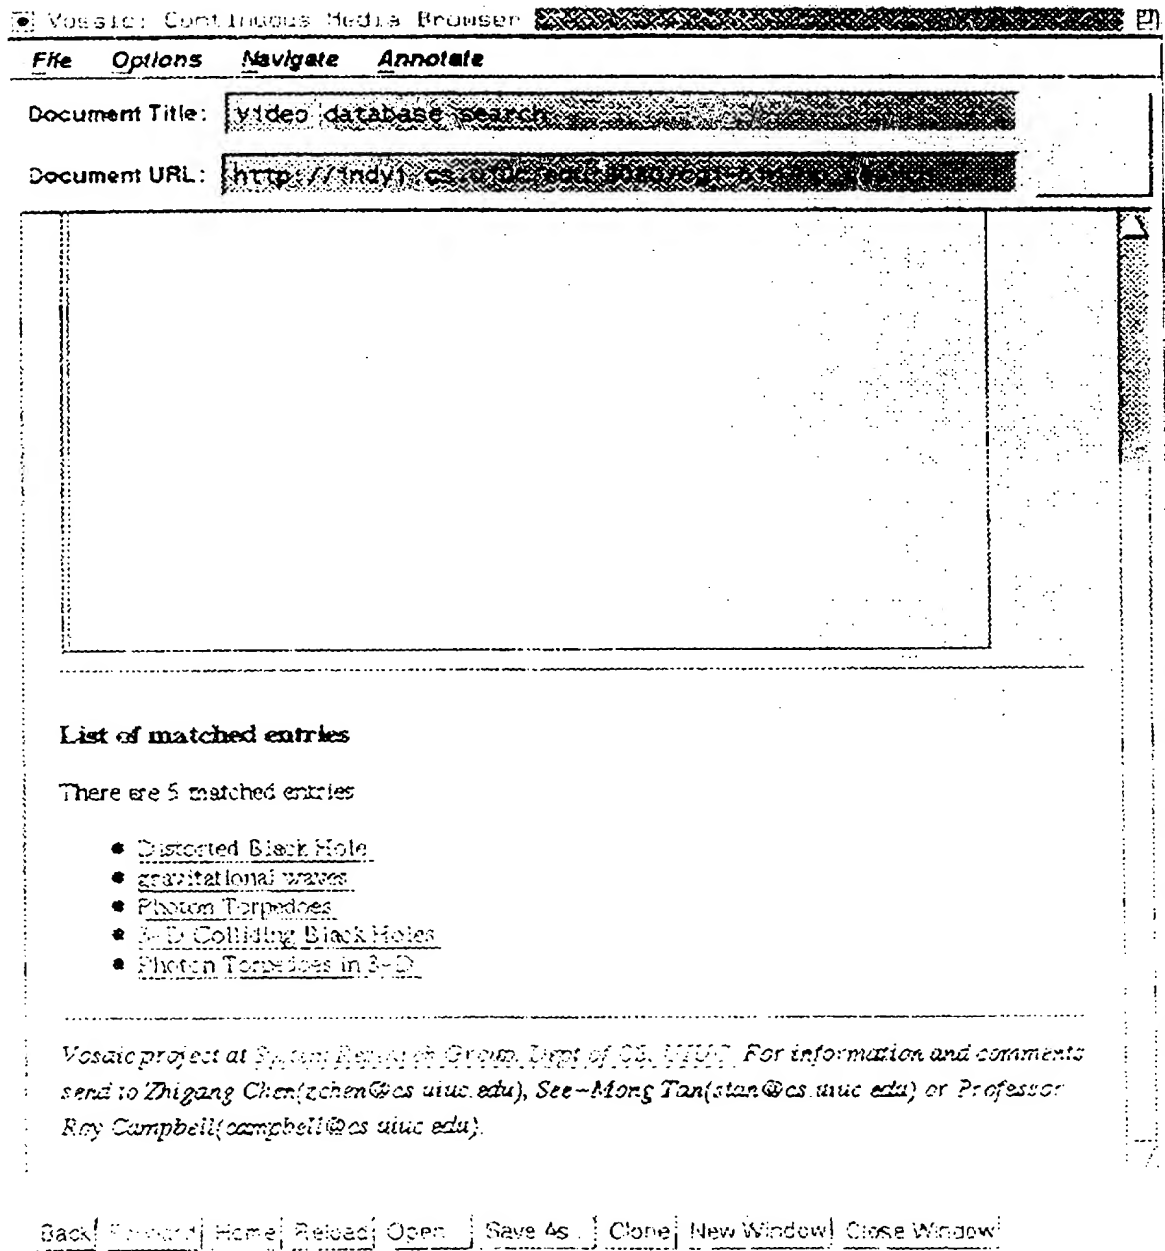 Vosaic: Continuous Media Browser
File Options Navigate Annotate
Document Title: video database search
Document URL:
List of matched entries
There are 5 matched entries
Distorted Black Hole
gravitational waves
Photon Torpedoes
3-D Colliding Black Holes
Photon Torpedoes in 3-D
Vosaic project at System Research Group, Dept of CS, UIUC. For information and comments
send to Zhigang Chen(zchen@cs.uiuc.edu), See-Mong Tan(stan@cs.uiuc.edu) or Professor
Roy Campbell(campbell@cs.uiuc.edu).
Back Forward Home Reload Open... Save As... Clone New Window Close Window